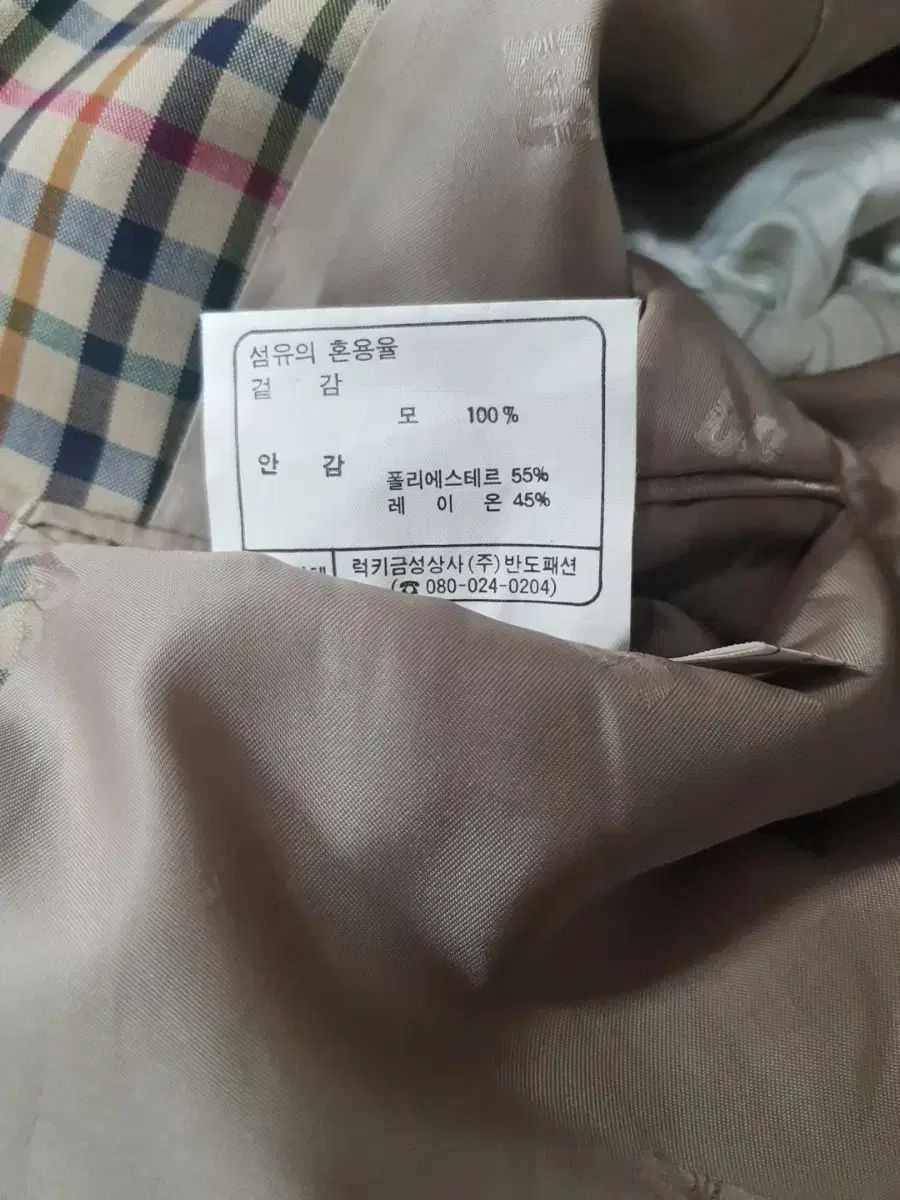 섬유의 혼용율
겉 감
모 100%
안 감
폴리에스테르 55%
레 이 온 45%
럭키금성상사(주)반도패션
(☎ 080-024-0204)